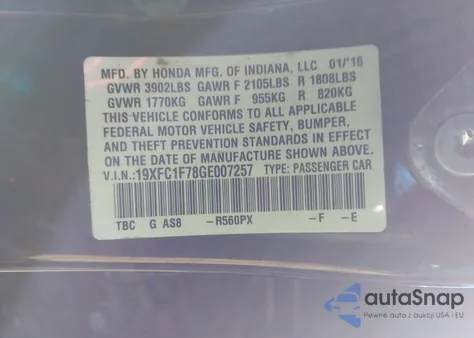 MFD. BY HONDA MFG. OF INDIANA, LLC 01/'16
GVWR 3902LBS GAWR F 2105LBS R 1808LBS
GVWR 1770KG GAWR F 955KG R 820KG
THIS VEHICLE CONFORMS TO ALL APPLICABLE
FEDERAL MOTOR VEHICLE SAFETY, BUMPER,
AND THEFT PREVENTION STANDARDS IN EFFECT
ON THE DATE OF MANUFACTURE SHOWN ABOVE.
V.I.N.:19XFC1F78GE007257 TYPE: PASSENGER CAR
TBC G AS8 -R560PX -F -E
autoSnap
Pewne auta z aukcji USA i EU